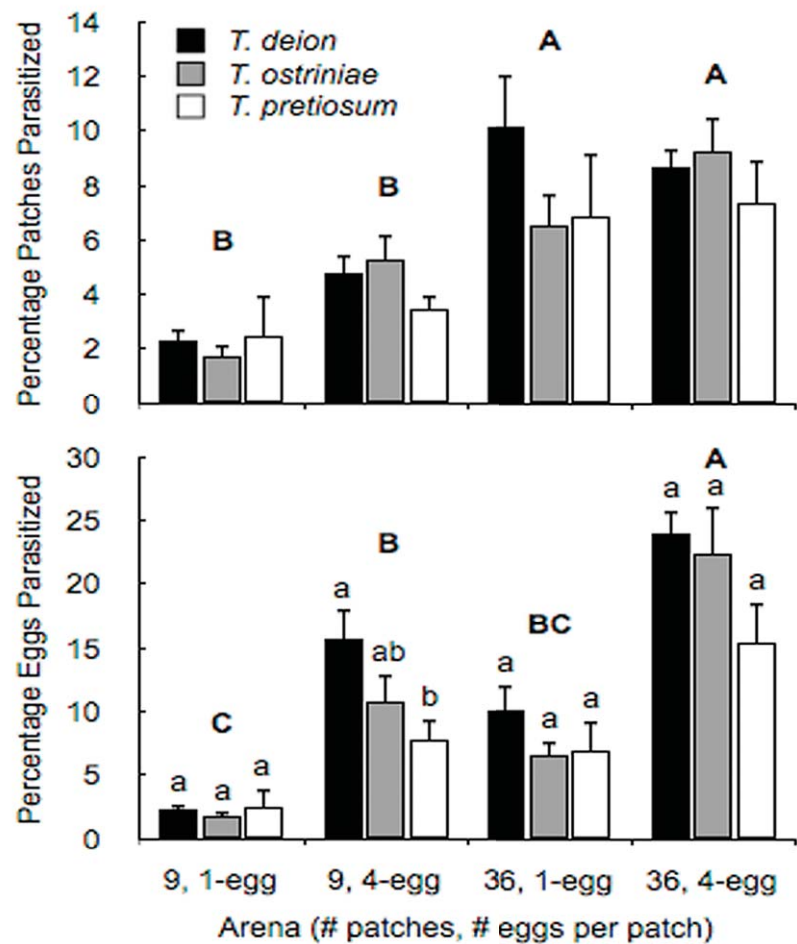 14
12
10
8
6
4
2
0
Percentage Patches Parasitized
T. deion
T. ostriniae
T. pretiosum
B
B
A
A
30
25
20
15
10
5
0
Percentage Eggs Parasitized
C
a a a
B
a ab b
BC
a a a
A
a a a
9, 1-egg 9, 4-egg 36, 1-egg 36, 4-egg
Arena (# patches, # eggs per patch)